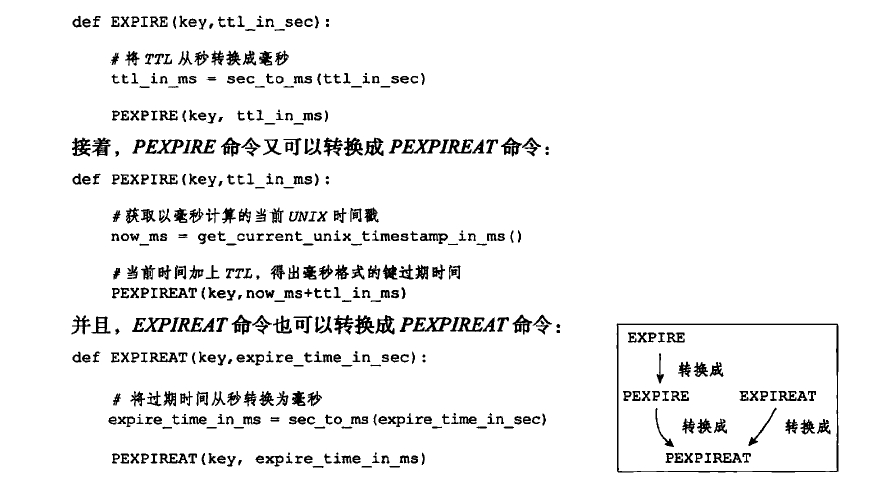 def EXPIRE(key,ttl_in_sec):
# 将 TTL 从秒转换成毫秒
ttl_in_ms = sec_to_ms(ttl_in_sec)
PEXPIRE(key, ttl_in_ms)
接着，PEXPIRE 命令又可以转换成 PEXPIREAT 命令：
def PEXPIRE(key,ttl_in_ms):
# 获取以毫秒计算的当前 UNIX 时间戳
now_ms = get_current_unix_timestamp_in_ms()
# 当前时间加上 TTL，得出毫秒格式的键过期时间
PEXPIREAT(key,now_ms+ttl_in_ms)
并且，EXPIREAT 命令也可以转换成 PEXPIREAT 命令：
def EXPIREAT(key,expire_time_in_sec):
# 将过期时间从秒转换为毫秒
expire_time_in_ms = sec_to_ms(expire_time_in_sec)
PEXPIREAT(key, expire_time_in_ms)
EXPIRE
转换成
PEXPIRE EXPIREAT
转换成 转换成
PEXPIREAT